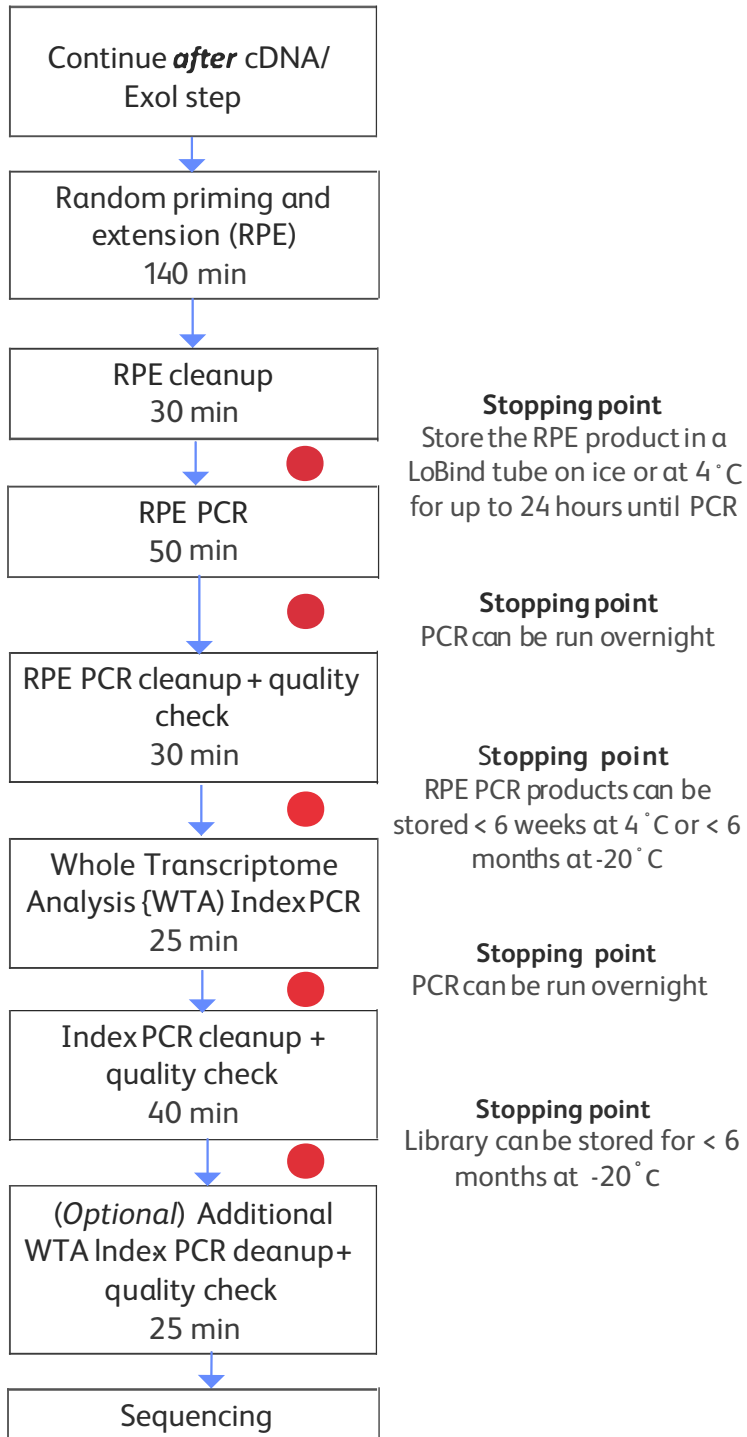 Continue after cDNA/
Exol step
Random priming and
extension (RPE)
140 min
RPE cleanup
30 min
Stopping point
Store the RPE product in a
LoBind tube on ice or at 4˚C
for up to 24 hours until PCR
RPE PCR
50 min
Stopping point
PCR can be run overnight
RPE PCR cleanup + quality
check
30 min
Stopping point
RPE PCR products can be
stored < 6 weeks at 4˚C or < 6
months at -20˚C
Whole Transcriptome
Analysis {WTA) Index PCR
25 min
Stopping point
PCR can be run overnight
Index PCR cleanup +
quality check
40 min
Stopping point
Library can be stored for < 6
months at -20˚C
(Optional) Additional
WTA Index PCR deanup+
quality check
25 min
Sequencing